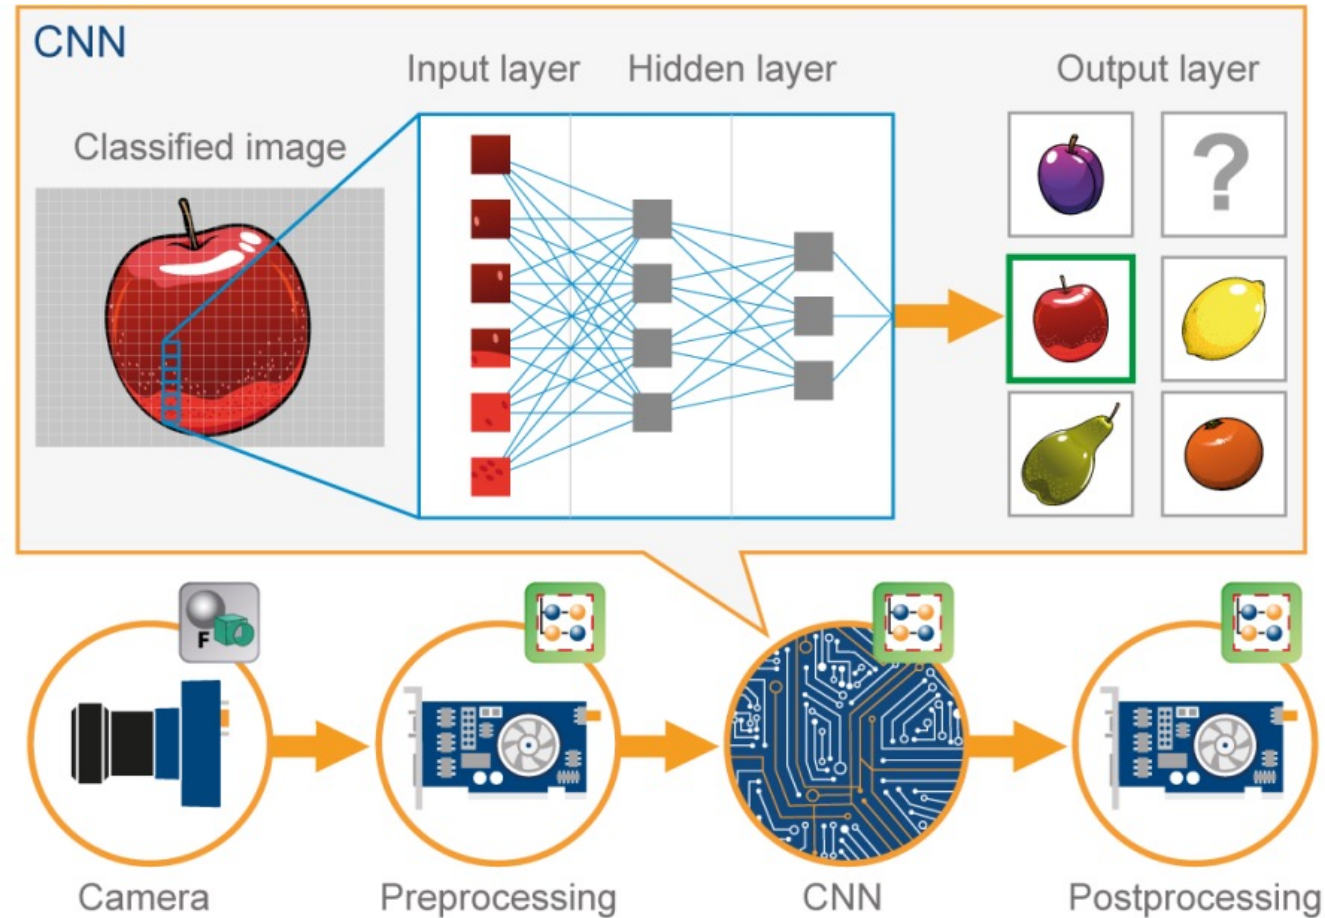 CNN
Input layer
Hidden layer
Output layer
Classified image
?
F
Camera
Preprocessing
CNN
Postprocessing